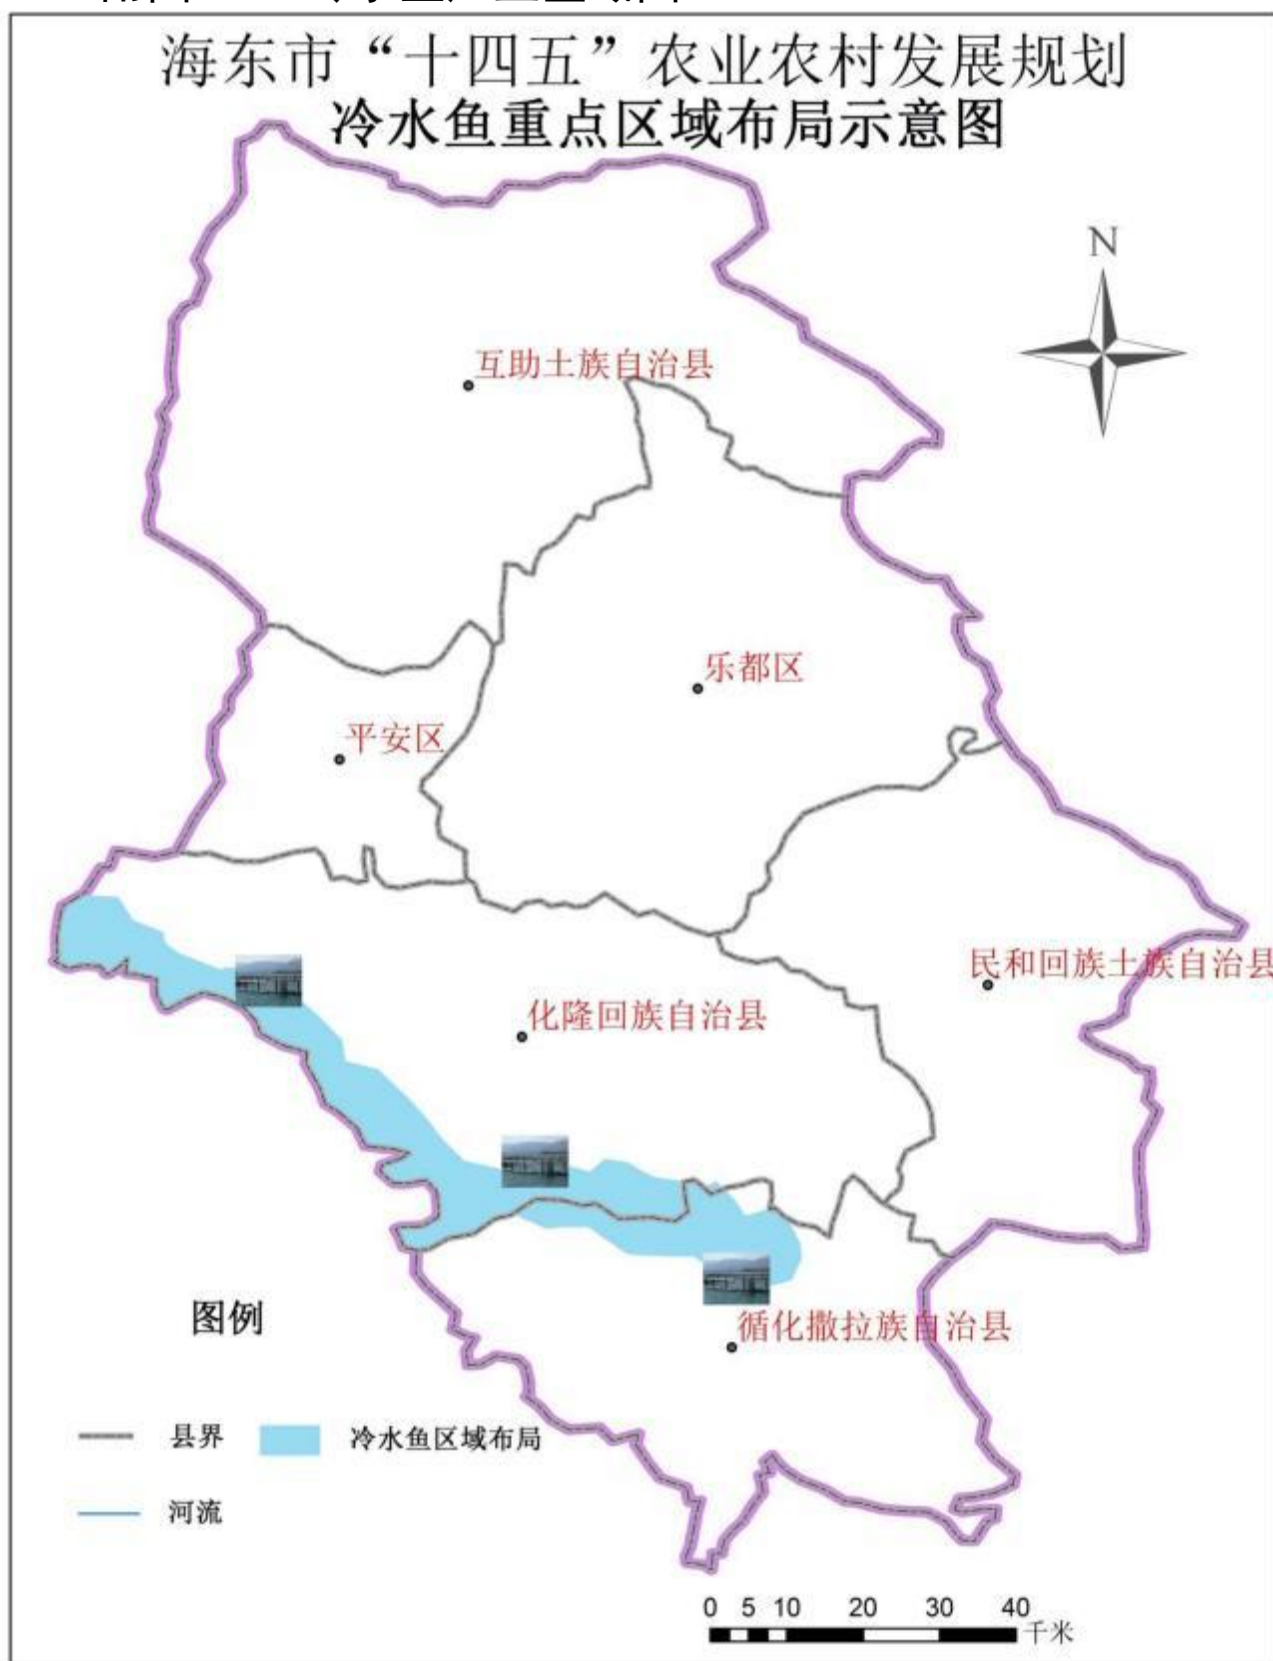 海东市“十四五”农业农村发展规划
冷水鱼重点区域布局示意图
N
互助土族自治县
乐都区
平安区
民和回族土族自治县
化隆回族自治县
循化撒拉族自治县
图例
县界
冷水鱼区域布局
河流
0 5 10 20 30 40
千米